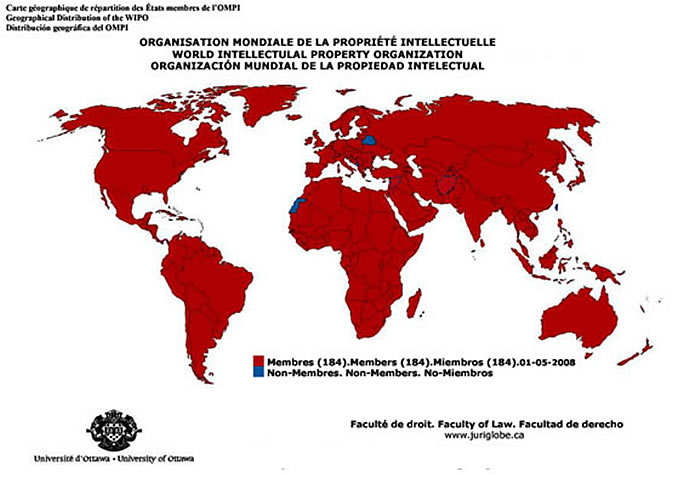 Carte géographique de répartition des États membres de l'OMPI
Geographical Distribution of the WIPO
Distribución geográfica del OMPI
ORGANISATION MONDIALE DE LA PROPRIÉTÉ INTELLECTUELLE
WORLD INTELLECTULAL PROPERTY ORGANIZATION
ORGANIZACIÓN MUNDIAL DE LA PROPIEDAD INTELECTUAL
Membres (184).Members (184).Miembros (184).01-05-2008
Non-Membres. Non-Members. No-Miembros
Faculté de droit. Faculty of Law. Facultad de derecho
www.juriglobe.ca
Université d'Ottawa • University of Ottawa